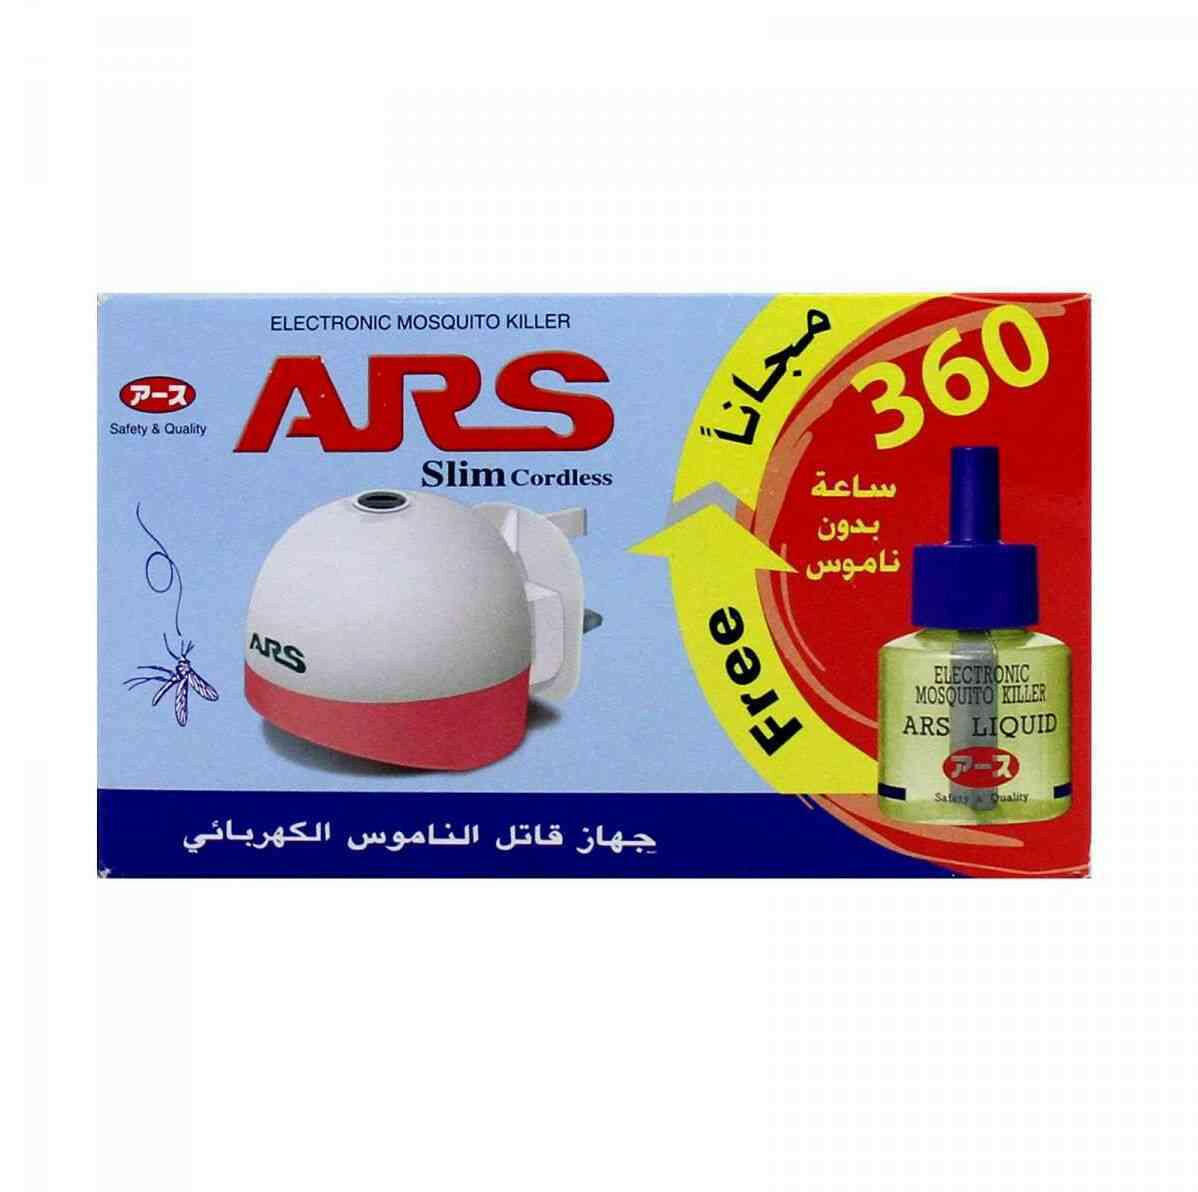 ELECTRONIC MOSQUITO KILLER
アース
Safety & Quality
ARS
Slim Cordless
ARS
مجاناً
Free
360
ساعة
بدون
ناموس
ELECTRONIC
MOSQUITO KILLER
ARS LIQUID
アース
Safety & Quality
جهاز قاتل الناموس الكهربائي